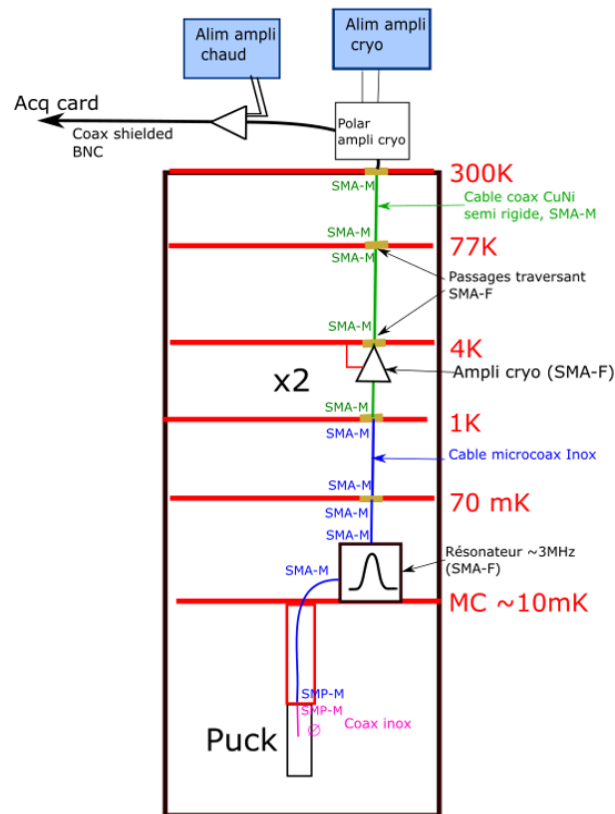 Alim ampli
chaud
Alim ampli
cryo
Acq card
Coax shielded
BNC
Polar
ampli cryo
300K
SMA-M
Cable coax CuNi
semi rigide, SMA-M
SMA-M
77K
SMA-M
Passages traversant
SMA-F
SMA-M
4K
x2
Ampli cryo (SMA-F)
SMA-M
1K
Cable microcoax Inox
SMA-M
70 mK
SMA-M
SMA-M
Résonateur ~3MHz
(SMA-F)
SMA-M
MC ~10mK
SMP-M
SMP-M
Coax inox
∅
Puck